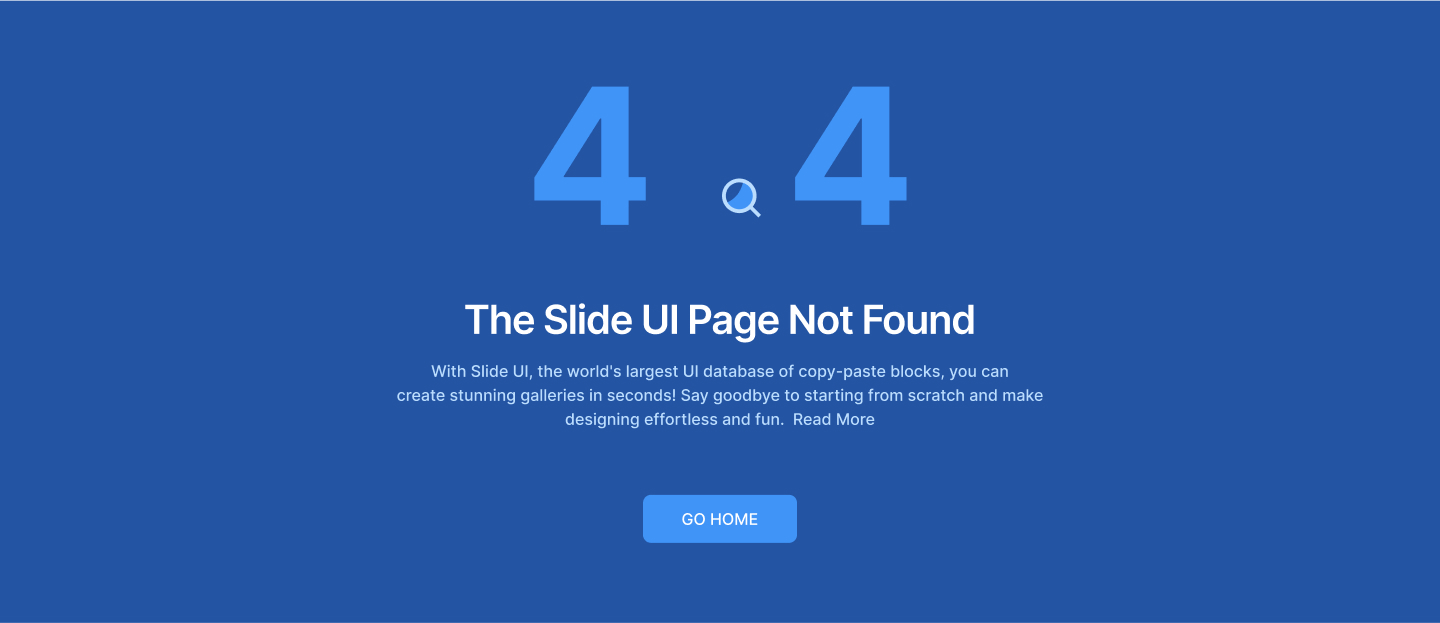 4 4
The Slide UI Page Not Found
With Slide UI, the world's largest UI database of copy-paste blocks, you can
create stunning galleries in seconds! Say goodbye to starting from scratch and make
designing effortless and fun.  Read More
GO HOME